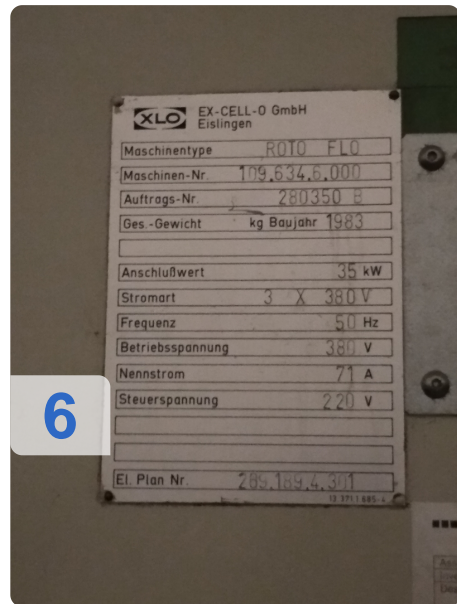 XLO EX-CELL-O GmbH
Eislingen
Maschinentype ROTO FLO
Maschinen-Nr. 109.634.6.000
Auftrags-Nr. 280350 B
Ges.-Gewicht kg Baujahr 1983
Anschlußwert 35 kW
Stromart 3 X 380 V
Frequenz 50 Hz
Betriebsspannung 380 V
Nennstrom 71 A
Steuerspannung 220 V
El. Plan Nr. 289.189.4.301
6